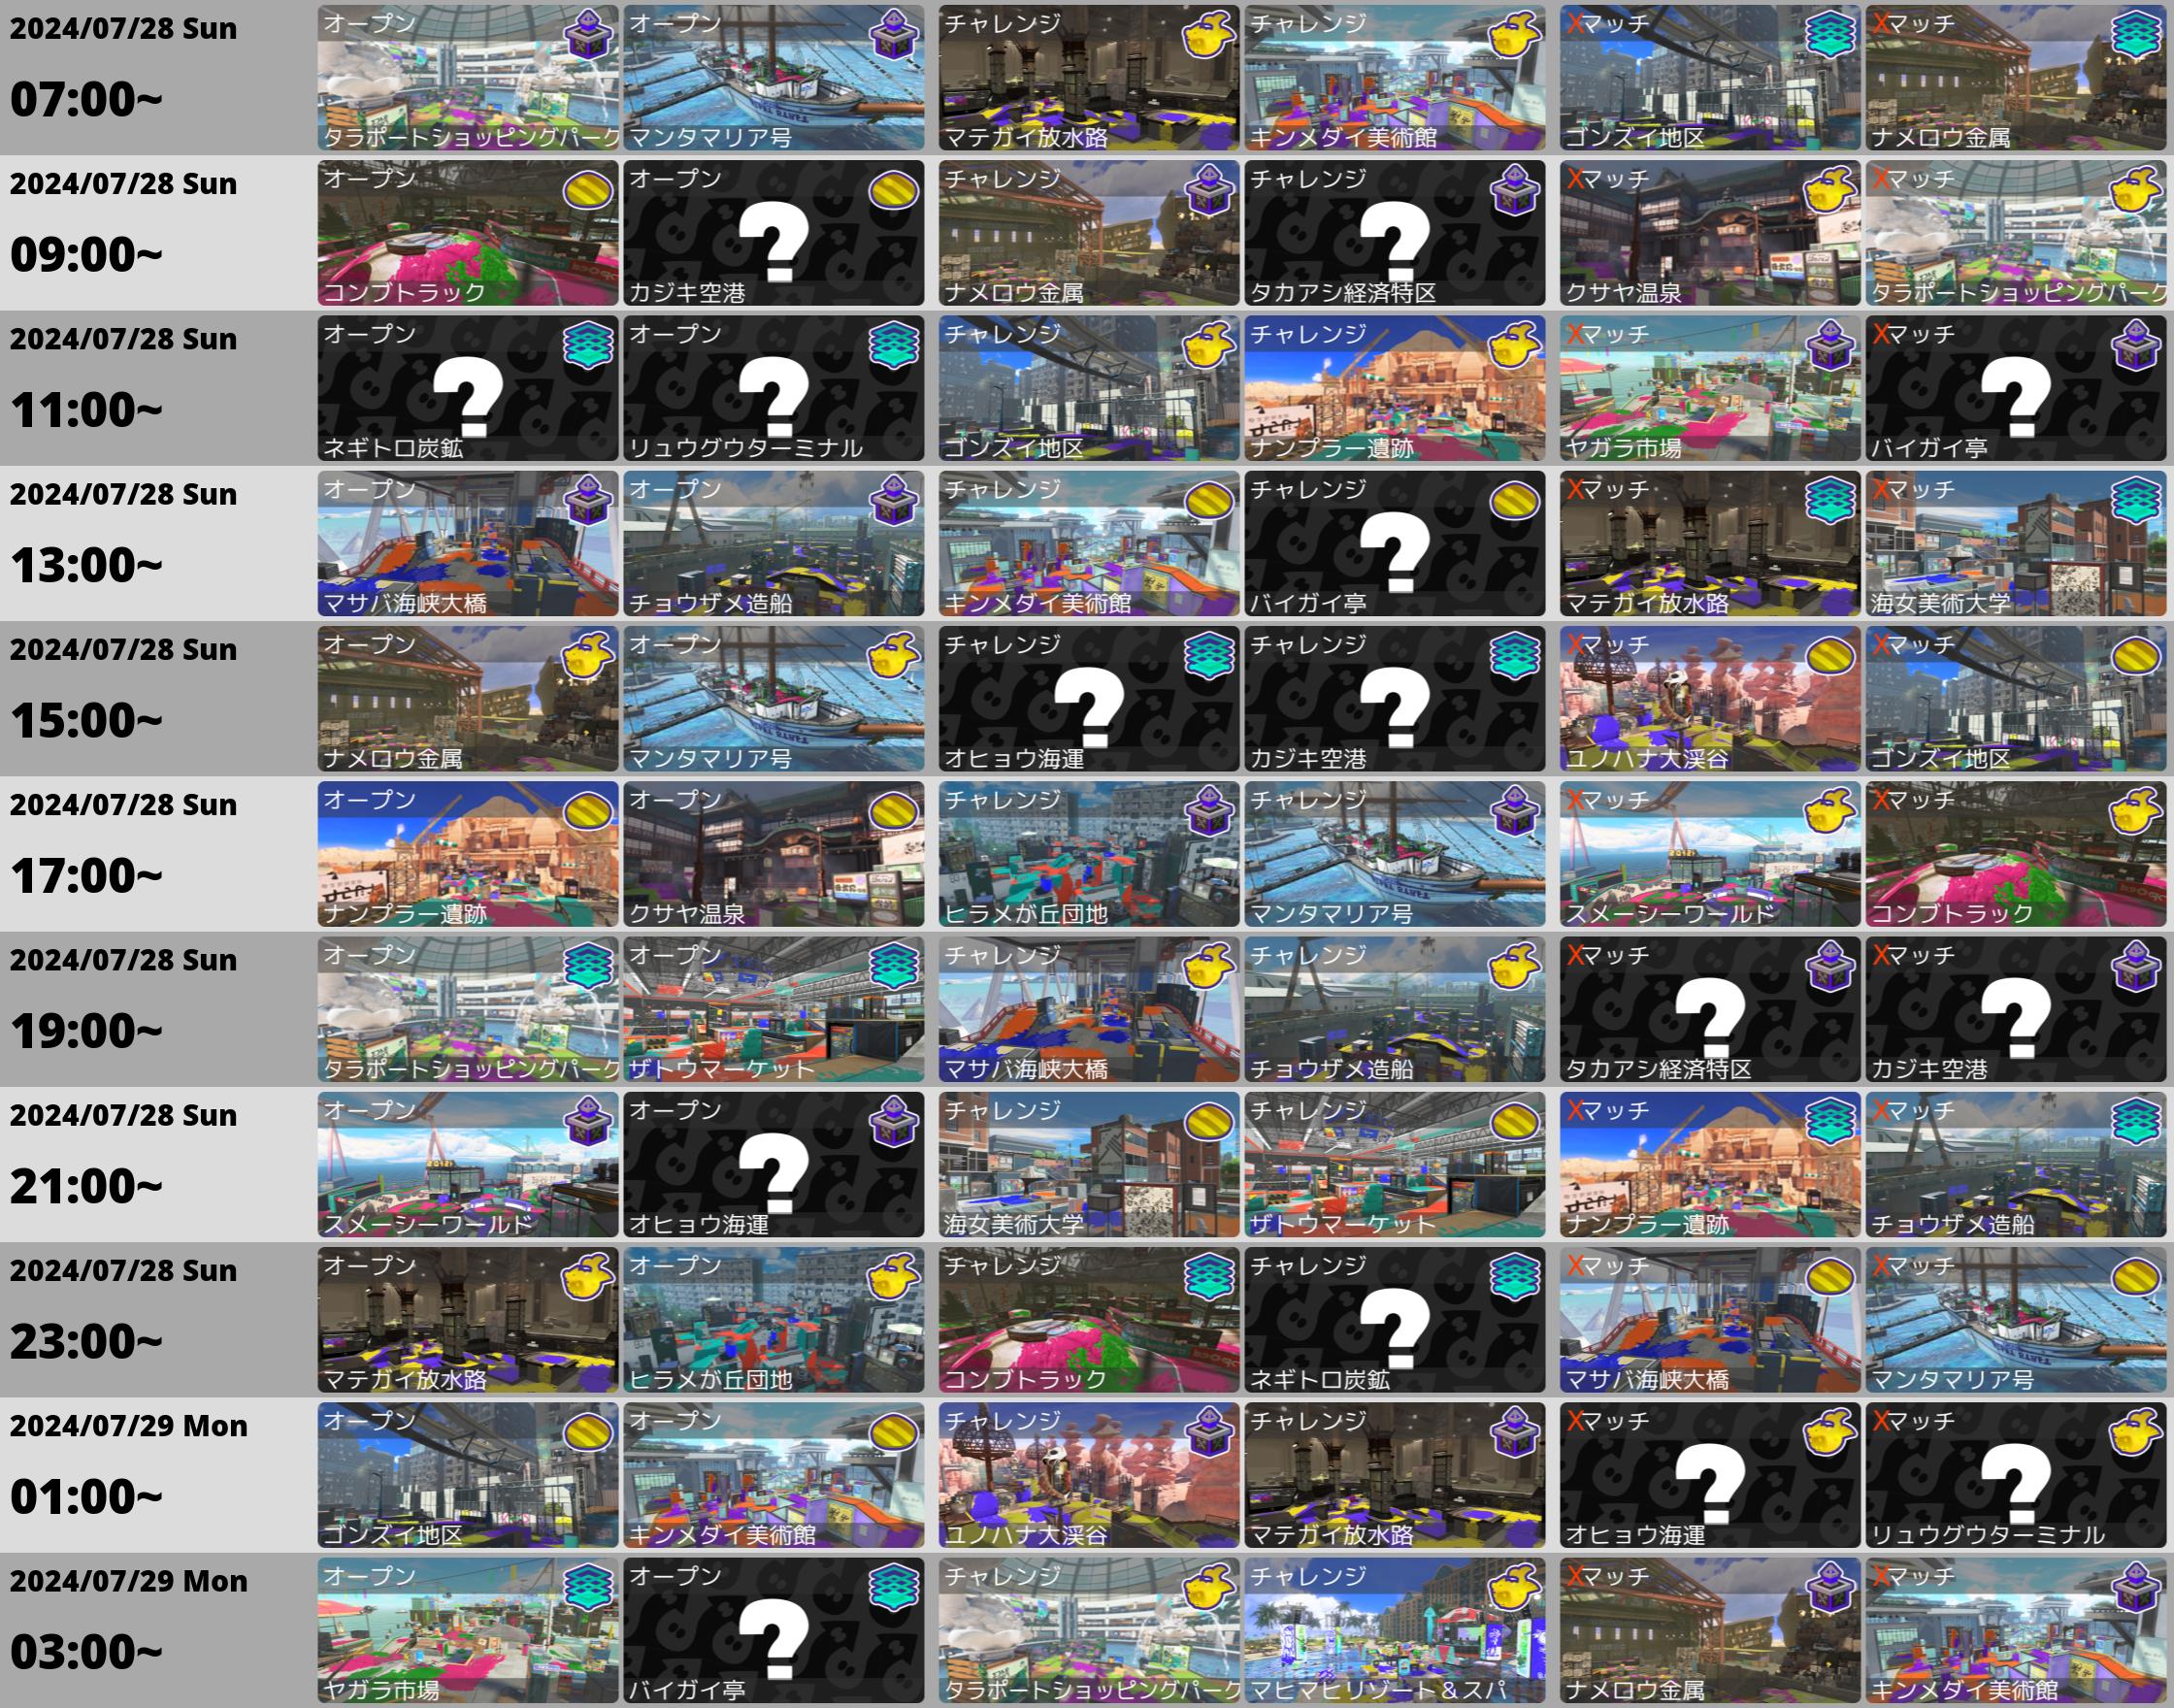 2024/07/28 Sun
07:00~
オープン
タラポートショッピングパーク
オープン
マンタマリア号
チャレンジ
マテガイ放水路
チャレンジ
キンメダイ美術館
Xマッチ
ゴンズイ地区
Xマッチ
ナメロウ金属
2024/07/28 Sun
09:00~
オープン
コンブトラック
オープン
カジキ空港
チャレンジ
ナメロウ金属
チャレンジ
タカアシ経済特区
Xマッチ
クサヤ温泉
Xマッチ
タラポートショッピングパーク
2024/07/28 Sun
11:00~
オープン
ネギトロ炭鉱
オープン
リュウグウターミナル
チャレンジ
ゴンズイ地区
チャレンジ
ナンプラー遺跡
Xマッチ
ヤガラ市場
Xマッチ
バイガイ亭
2024/07/28 Sun
13:00~
オープン
マサバ海峡大橋
オープン
チョウザメ造船
チャレンジ
キンメダイ美術館
チャレンジ
バイガイ亭
Xマッチ
マテガイ放水路
Xマッチ
海女美術大学
2024/07/28 Sun
15:00~
オープン
ナメロウ金属
オープン
マンタマリア号
チャレンジ
オヒョウ海運
チャレンジ
カジキ空港
Xマッチ
ユノハナ大渓谷
Xマッチ
ゴンズイ地区
2024/07/28 Sun
17:00~
オープン
ナンプラー遺跡
オープン
クサヤ温泉
チャレンジ
ヒラメが丘団地
チャレンジ
マンタマリア号
Xマッチ
スメーシーワールド
Xマッチ
コンブトラック
2024/07/28 Sun
19:00~
オープン
タラポートショッピングパーク
オープン
ザトウマーケット
チャレンジ
マサバ海峡大橋
チャレンジ
チョウザメ造船
Xマッチ
タカアシ経済特区
Xマッチ
カジキ空港
2024/07/28 Sun
21:00~
オープン
スメーシーワールド
オープン
オヒョウ海運
チャレンジ
海女美術大学
チャレンジ
ザトウマーケット
Xマッチ
ナンプラー遺跡
Xマッチ
チョウザメ造船
2024/07/28 Sun
23:00~
オープン
マテガイ放水路
オープン
ヒラメが丘団地
チャレンジ
コンブトラック
チャレンジ
ネギトロ炭鉱
Xマッチ
マサバ海峡大橋
Xマッチ
マンタマリア号
2024/07/29 Mon
01:00~
オープン
ゴンズイ地区
オープン
キンメダイ美術館
チャレンジ
ユノハナ大渓谷
チャレンジ
マテガイ放水路
Xマッチ
オヒョウ海運
Xマッチ
リュウグウターミナル
2024/07/29 Mon
03:00~
オープン
ヤガラ市場
オープン
バイガイ亭
チャレンジ
タラポートショッピングパーク
チャレンジ
マヒマヒリゾート＆スパ
Xマッチ
ナメロウ金属
Xマッチ
キンメダイ美術館